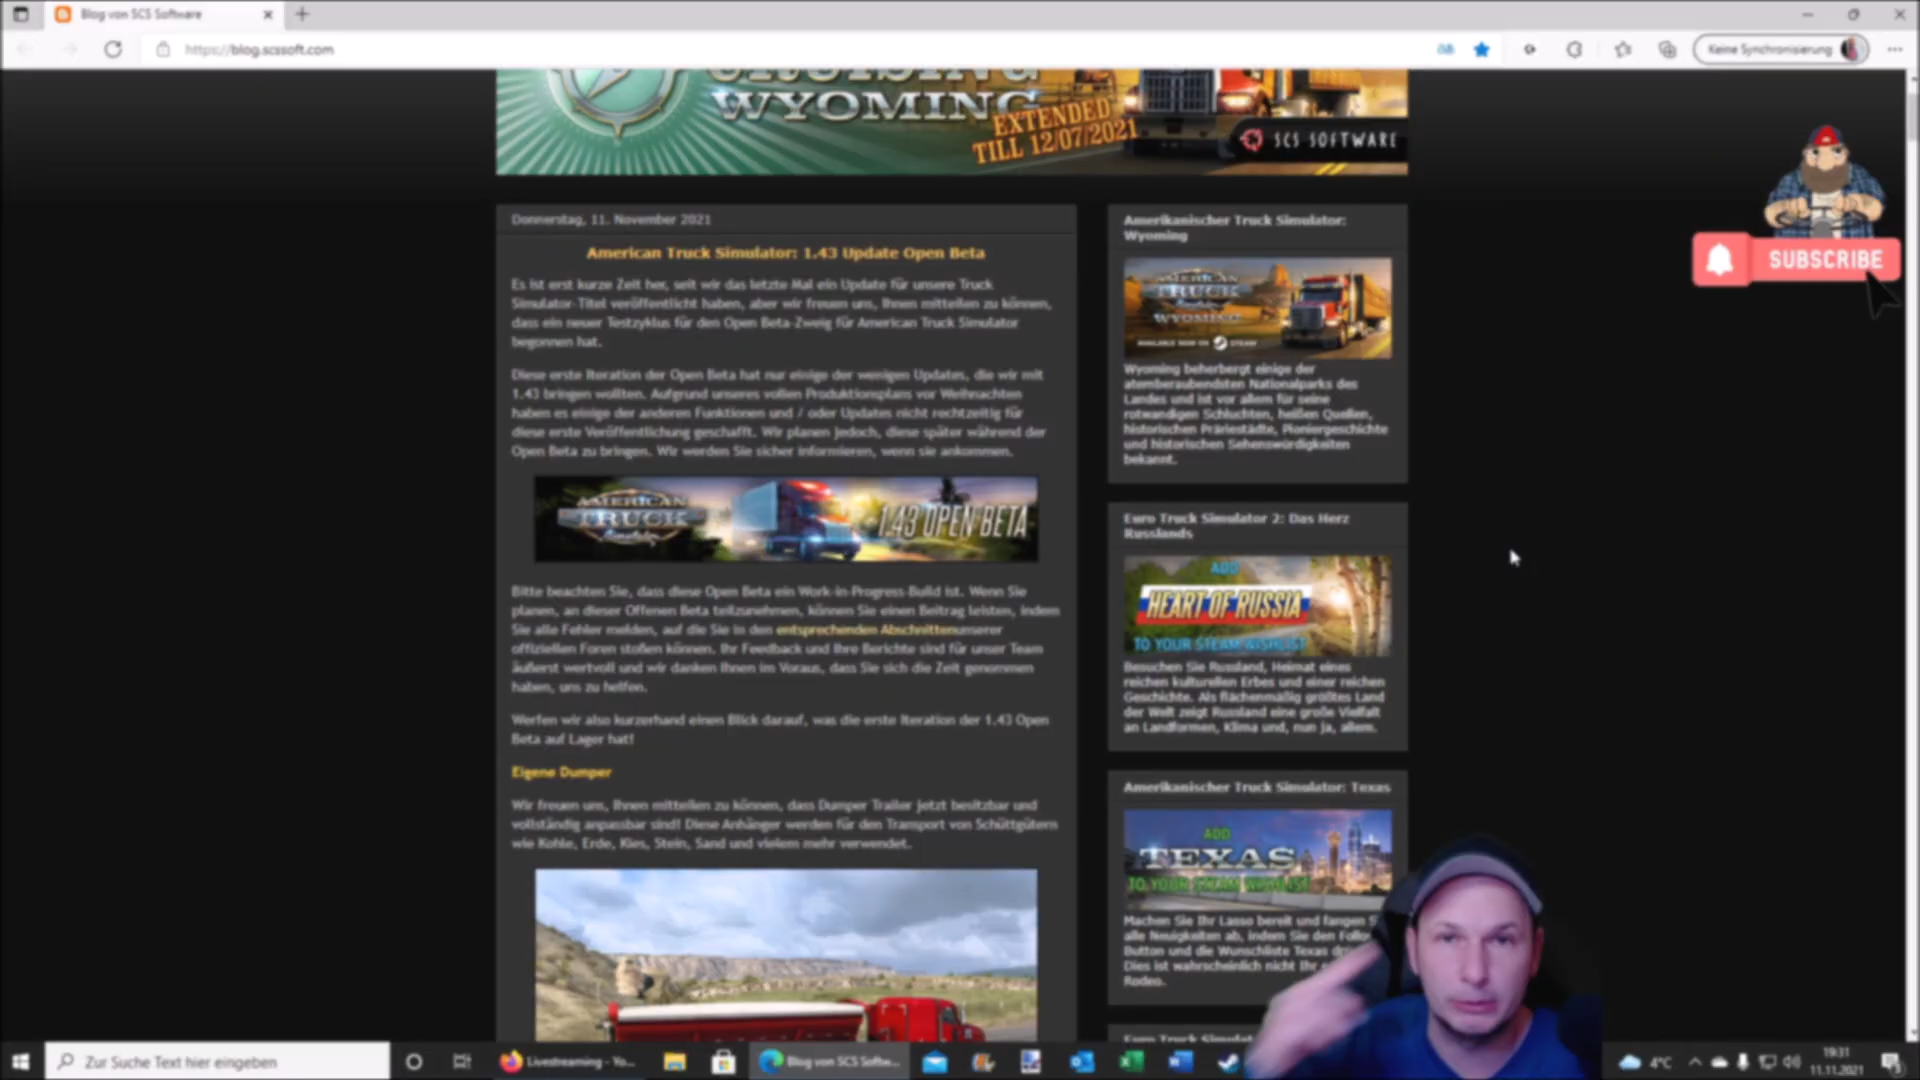 Blog von SCS Software
https://blog.scssoft.com
Keine Synchronisierung
CRUISING
WYOMING
EXTENDED
TILL 12/07/2021
SCS SOFTWARE
SUBSCRIBE
Donnerstag, 11. November 2021
American Truck Simulator: 1.43 Update Open Beta
Es ist erst kurze Zeit her, seit wir das letzte Mal ein Update für unsere Truck
Simulator-Titel veröffentlicht haben, aber wir freuen uns, Ihnen mitteilen zu können,
dass ein neuer Testzyklus für den Open Beta-Zweig für American Truck Simulator
begonnen hat.
Diese erste Iteration der Open Beta hat nur einige der wenigen Updates, die wir mit
1.43 bringen wollten. Aufgrund unseres vollen Produktionsplans vor Weihnachten
haben es einige der anderen Funktionen und / oder Updates nicht rechtzeitig für
diese erste Veröffentlichung geschafft. Wir planen jedoch, diese später während der
Open Beta zu bringen. Wir werden Sie sicher informieren, wenn sie ankommen.
AMERICAN
TRUCK
Simulator
1.43 OPEN BETA
Bitte beachten Sie, dass diese Open Beta ein Work-in-Progress-Build ist. Wenn Sie
planen, an dieser Offenen Beta teilzunehmen, können Sie einen Beitrag leisten, indem
Sie alle Fehler melden, auf die Sie in den entsprechenden Abschnittenunserer
offiziellen Foren stoßen können. Ihr Feedback und Ihre Berichte sind für unser Team
äußerst wertvoll und wir danken Ihnen im Voraus, dass Sie sich die Zeit genommen
haben, uns zu helfen.
Werfen wir also kurzerhand einen Blick darauf, was die erste Iteration der 1.43 Open
Beta auf Lager hat!
Eigene Dumper
Wir freuen uns, Ihnen mitteilen zu können, dass Dumper Trailer jetzt besitzbar und
vollständig anpassbar sind! Diese Anhänger werden für den Transport von Schüttgütern
wie Kohle, Erde, Kies, Stein, Sand und vielem mehr verwendet.
Amerikanischer Truck Simulator:
Wyoming
AMERICAN
TRUCK
WYOMING
AVAILABLE NOW ON STEAM
Wyoming beherbergt einige der
atemberaubendsten Nationalparks des
Landes und ist vor allem für seine
rotwandigen Schluchten, heißen Quellen,
historischen Präriestädte, Pioniergeschichte
und historischen Sehenswürdigkeiten
bekannt.
Euro Truck Simulator 2: Das Herz
Russlands
ADD
HEART OF RUSSIA
TO YOUR STEAM WISHLIST
Besuchen Sie Russland, Heimat eines
reichen kulturellen Erbes und einer reichen
Geschichte. Als flächenmäßig größtes Land
der Welt zeigt Russland eine große Vielfalt
an Landformen, Klima und, nun ja, allem.
Amerikanischer Truck Simulator: Texas
ADD
TEXAS
TO YOUR STEAM WISHLIST
Machen Sie Ihr Lasso bereit und fangen
alle Neuigkeiten ab, indem Sie den
Button und die Wunschliste Texas
Dies ist wahrscheinlich nicht Ihr
Rodeo.
Euro Truck
Zur Suche Text hier eingeben
Livestreaming - Yo...
Blog von SCS Softw...
4°C
19:31
11.11.2021